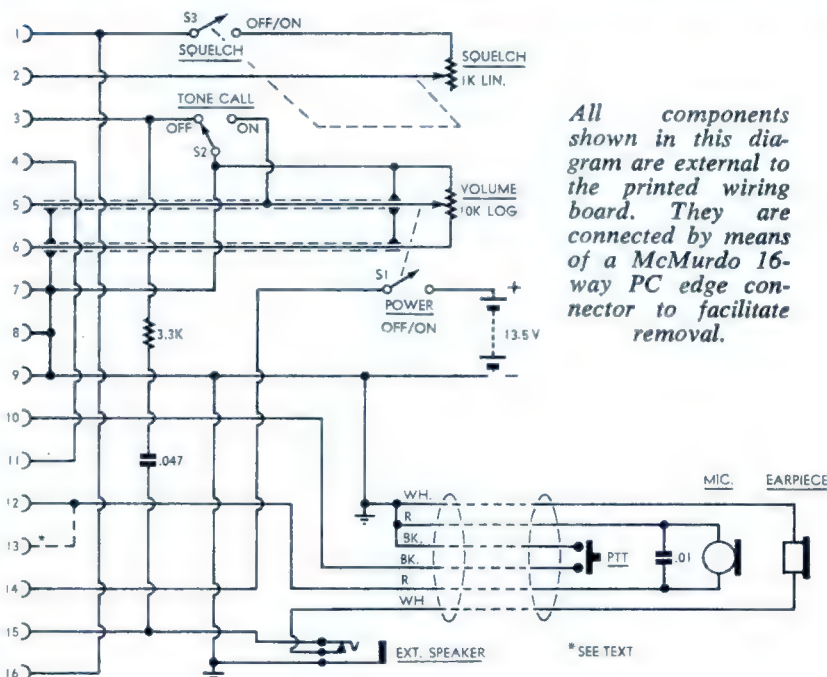 1
S3
OFF/ON
SQUELCH
SQUELCH
1K LIN.
2
TONE CALL
3
OFF
ON
S2
4
VOLUME
10K LOG
5
6
S1
7
POWER
OFF/ON
+
13.5 V
8
3.3K
9
–
10
11
.047
12
13
*
14
15
16
WH.
R
BK.
BK.
R
WH
PTT
.01
MIC.
EARPIECE
EXT. SPEAKER
* SEE TEXT
All components
shown in this dia-
gram are external to
the printed wiring
board. They are
connected by means
of a McMurdo 16-
way PC edge con-
nector to facilitate
removal.